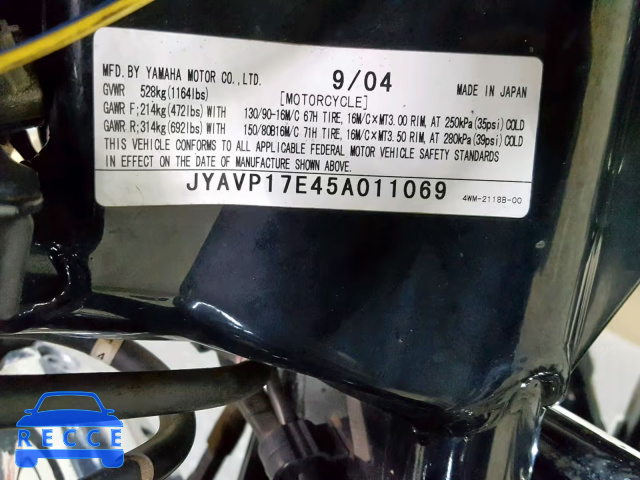 MFD. BY YAMAHA MOTOR CO., LTD. 9/04 MADE IN JAPAN
GVWR 528kg(1164lbs) [MOTORCYCLE]
GAWR F;214kg(472lbs) WITH 130/90-16M/C 67H TIRE, 16M/C×MT3.00 RIM, AT 250kPa(35psi)COLD
GAWR R;314kg(692lbs) WITH 150/80B16M/C 71H TIRE, 16M/C×MT3.50 RIM, AT 280kPa(39psi)COLD
THIS VEHICLE CONFORMS TO ALL APPLICABLE FEDERAL MOTOR VEHICLE SAFETY STANDARDS
IN EFFECT ON THE DATE OF MANUFACTURE SHOWN ABOVE.
JYAVP17E45A011069 4WM-2118B-00
RECCE